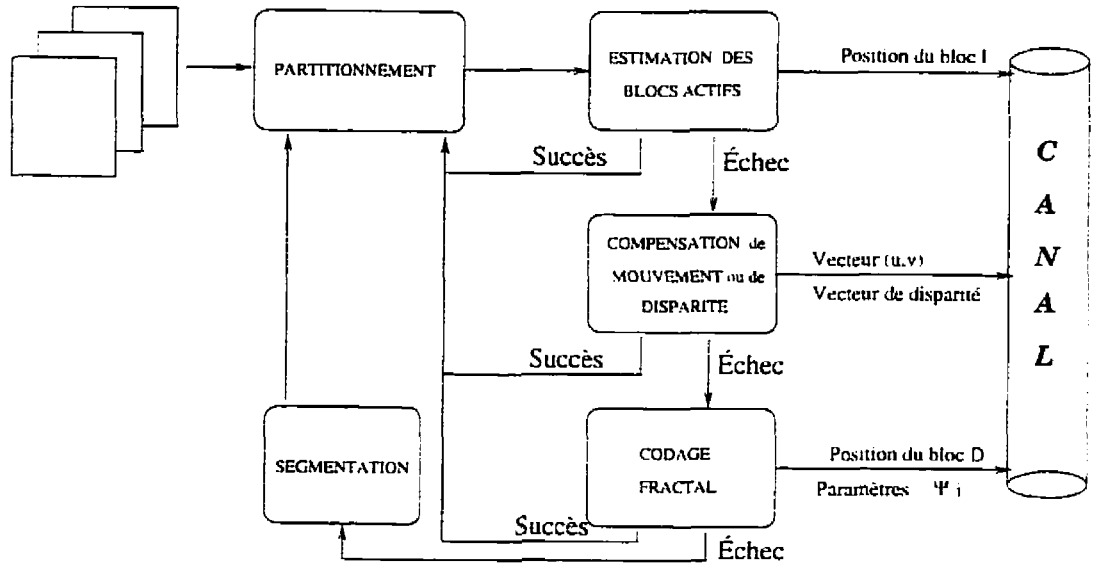 PARTITIONNEMENT
ESTIMATION DES
BLOCS ACTIFS
Position du bloc I
Succès
Échec
COMPENSATION de
MOUVEMENT ou de
DISPARITE
Vecteur (u,v)
Vecteur de disparité
Succès
Échec
SEGMENTATION
CODAGE
FRACTAL
Position du bloc D
Paramètres Ψ i
Succès
Échec
C
A
N
A
L